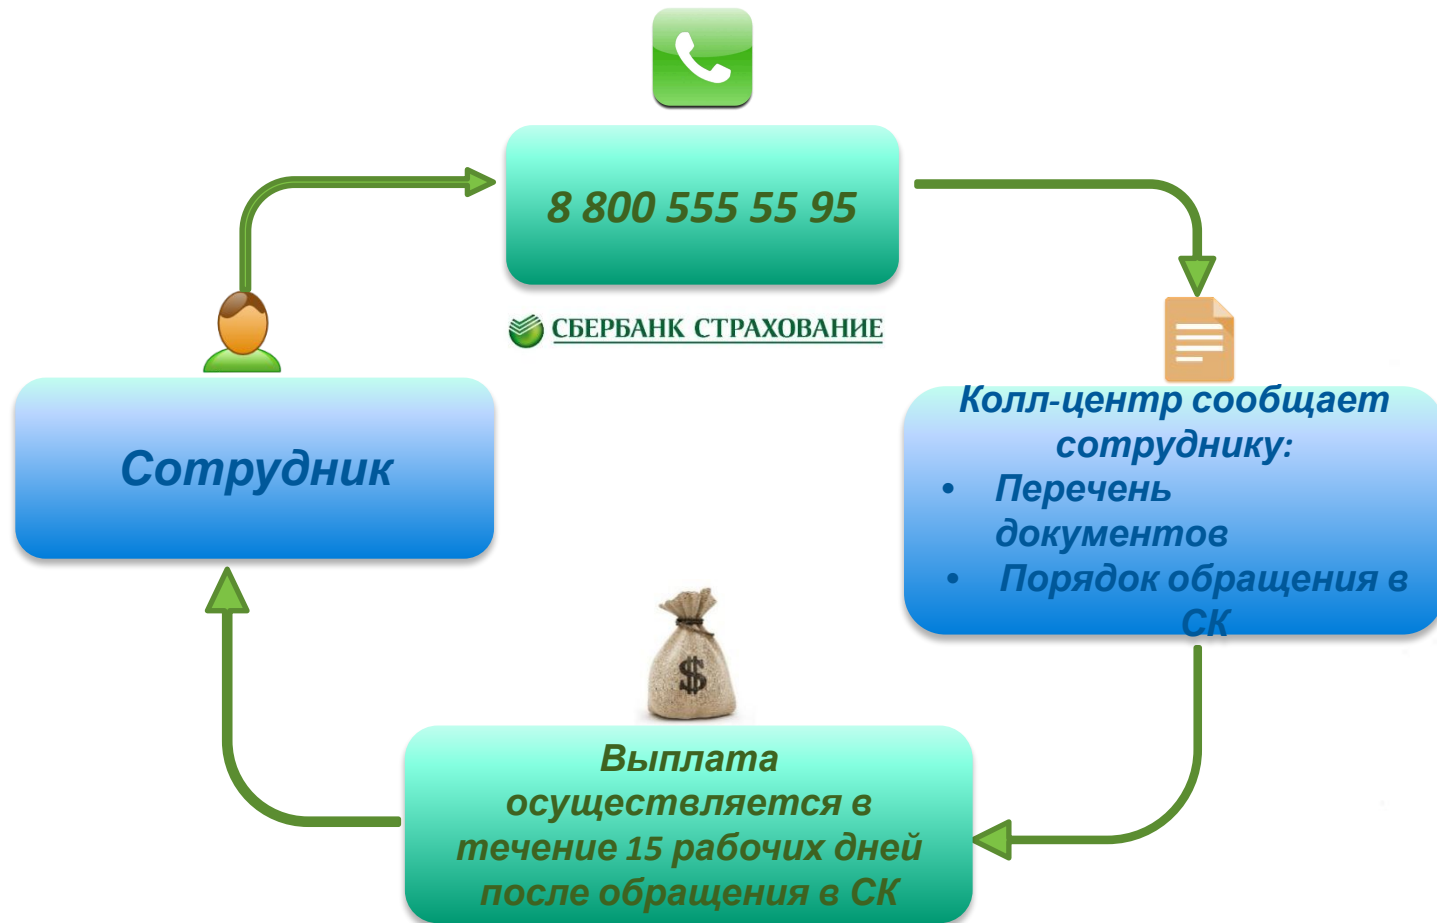 8 800 555 55 95
СБЕРБАНК СТРАХОВАНИЕ
Сотрудник
Колл-центр сообщает
сотруднику:
• Перечень
документов
• Порядок обращения в
СК
$
Выплата
осуществляется в
течение 15 рабочих дней
после обращения в СК